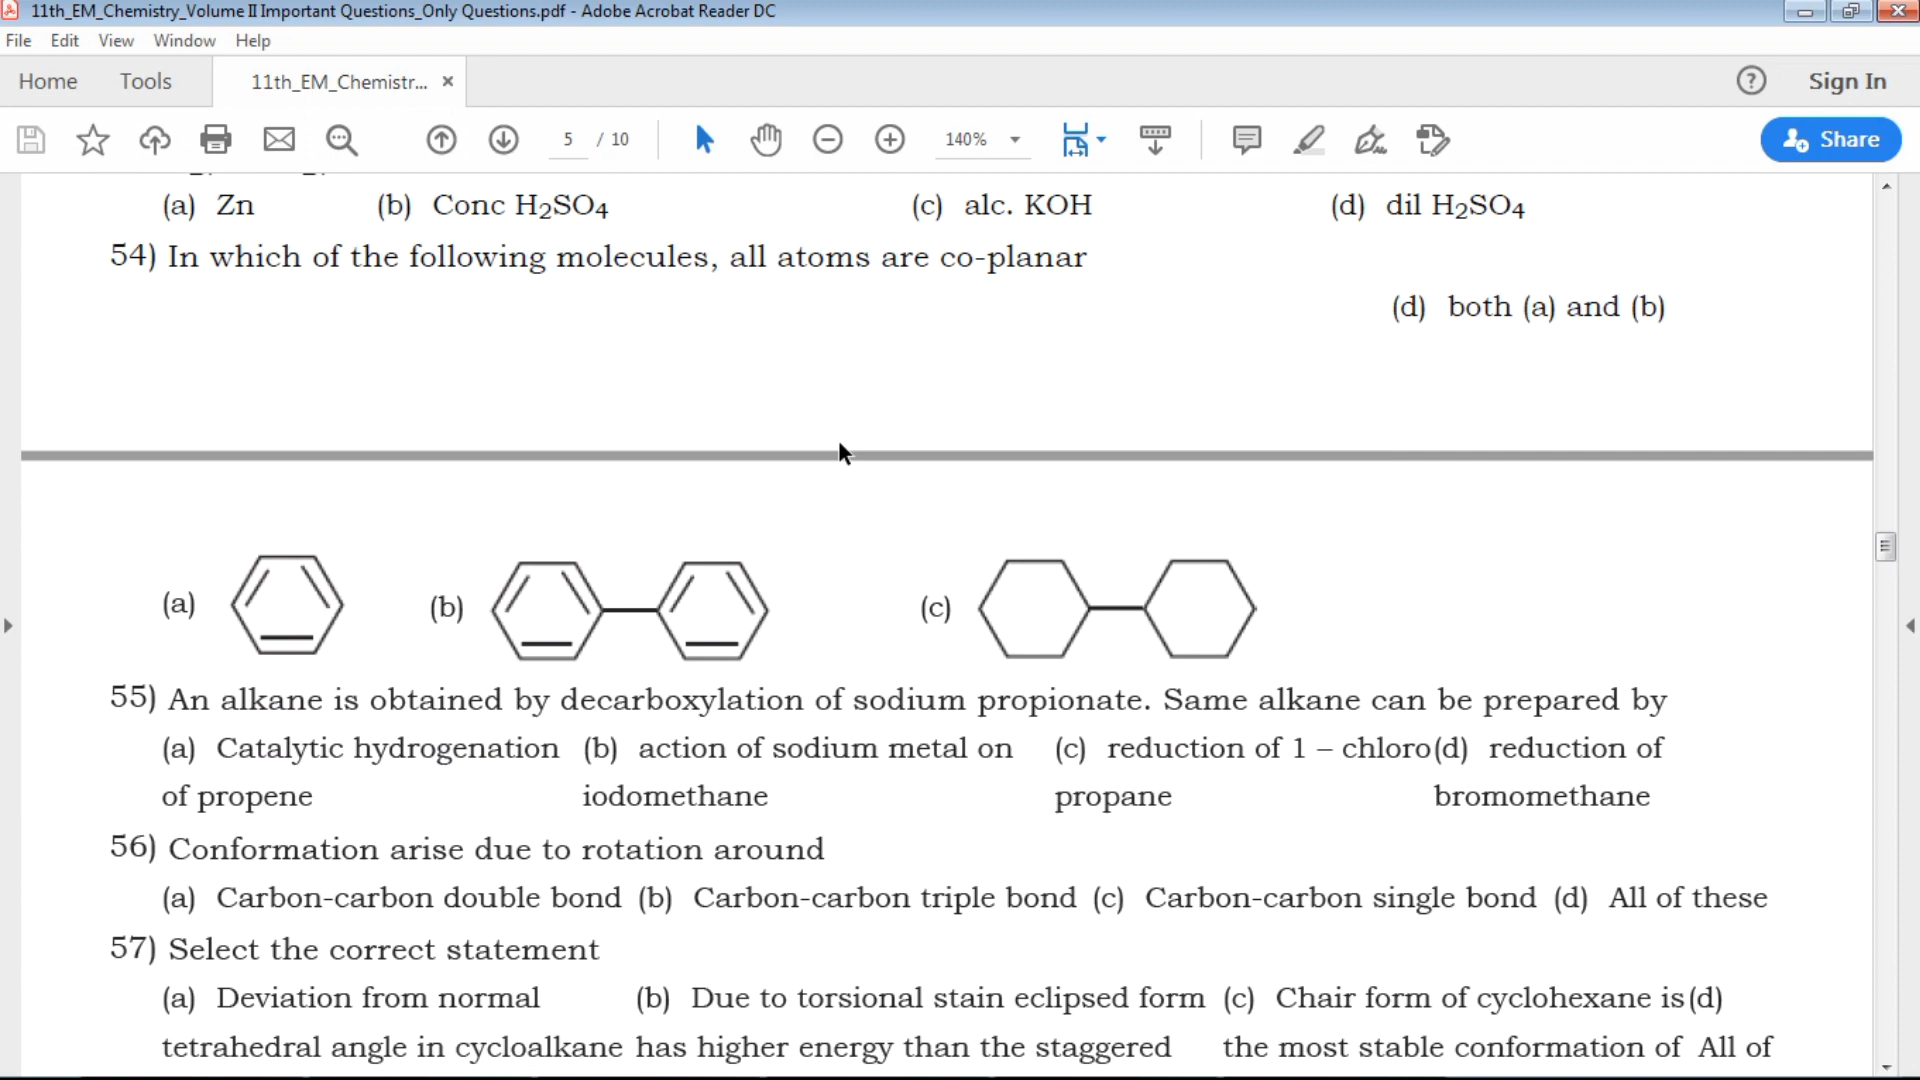 11th_EM_Chemistry_Volume II Important Questions_Only Questions.pdf - Adobe Acrobat Reader DC
File Edit View Window Help
Home Tools 11th_EM_Chemistr... × ? Sign In
5 / 10 140% Share
(a) Zn (b) Conc H₂SO₄ (c) alc. KOH (d) dil H₂SO₄
54) In which of the following molecules, all atoms are co-planar
(d) both (a) and (b)
(a) (b) (c)
55) An alkane is obtained by decarboxylation of sodium propionate. Same alkane can be prepared by
(a) Catalytic hydrogenation (b) action of sodium metal on (c) reduction of 1 – chloro (d) reduction of
of propene iodomethane propane bromomethane
56) Conformation arise due to rotation around
(a) Carbon-carbon double bond (b) Carbon-carbon triple bond (c) Carbon-carbon single bond (d) All of these
57) Select the correct statement
(a) Deviation from normal (b) Due to torsional stain eclipsed form (c) Chair form of cyclohexane is (d)
tetrahedral angle in cycloalkane has higher energy than the staggered the most stable conformation of All of